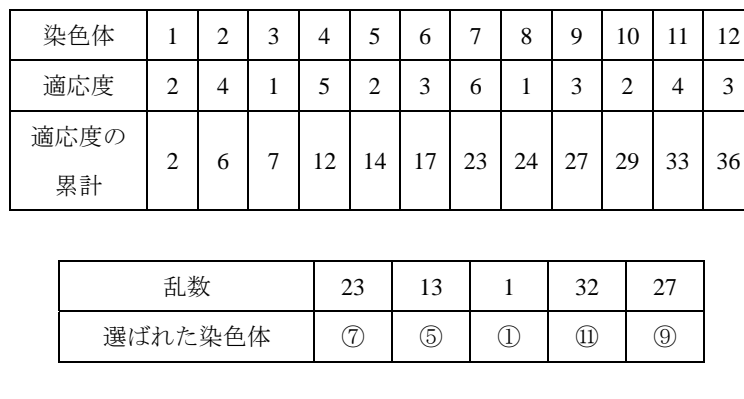 染色体 1 2 3 4 5 6 7 8 9 10 11 12
適応度 2 4 1 5 2 3 6 1 3 2 4 3
適応度の
累計 2 6 7 12 14 17 23 24 27 29 33 36
乱数 23 13 1 32 27
選ばれた染色体 ⑦ ⑤ ① ⑪ ⑨